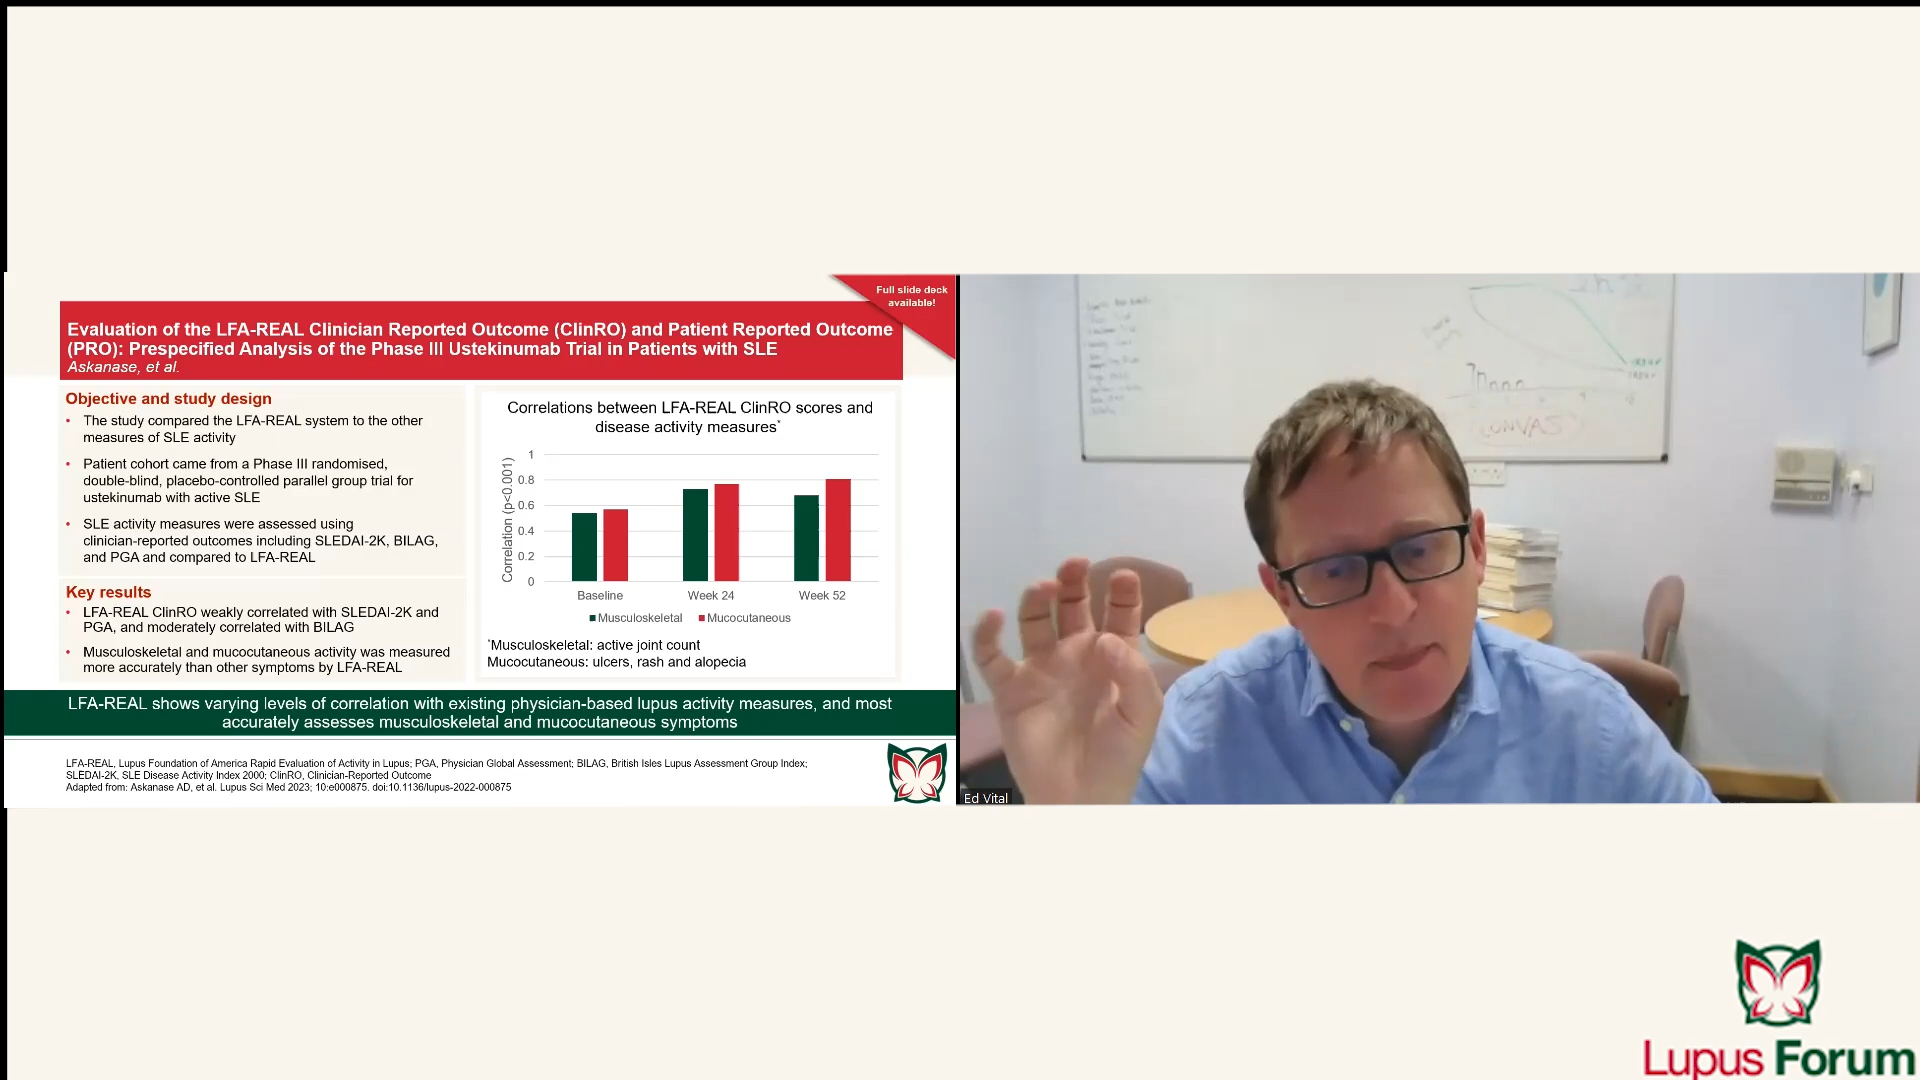 Full slide deck
available!
Evaluation of the LFA-REAL Clinician Reported Outcome (ClinRO) and Patient Reported Outcome
(PRO): Prespecified Analysis of the Phase III Ustekinumab Trial in Patients with SLE
Askanase, et al.
Objective and study design
• The study compared the LFA-REAL system to the other
measures of SLE activity
• Patient cohort came from a Phase III randomised,
double-blind, placebo-controlled parallel group trial for
ustekinumab with active SLE
• SLE activity measures were assessed using
clinician-reported outcomes including SLEDAI-2K, BILAG,
and PGA and compared to LFA-REAL
Key results
• LFA-REAL ClinRO weakly correlated with SLEDAI-2K and
PGA, and moderately correlated with BILAG
• Musculoskeletal and mucocutaneous activity was measured
more accurately than other symptoms by LFA-REAL
Correlations between LFA-REAL ClinRO scores and
disease activity measures*
Correlation (p<0.001)
1
0.8
0.6
0.4
0.2
0
Baseline Week 24 Week 52
Musculoskeletal Mucocutaneous
*Musculoskeletal: active joint count
Mucocutaneous: ulcers, rash and alopecia
LFA-REAL shows varying levels of correlation with existing physician-based lupus activity measures, and most
accurately assesses musculoskeletal and mucocutaneous symptoms
LFA-REAL, Lupus Foundation of America Rapid Evaluation of Activity in Lupus; PGA, Physician Global Assessment; BILAG, British Isles Lupus Assessment Group Index;
SLEDAI-2K, SLE Disease Activity Index 2000; ClinRO, Clinician-Reported Outcome
Adapted from: Askanase AD, et al. Lupus Sci Med 2023; 10:e000875. doi:10.1136/lupus-2022-000875
CONVAS
Ed Vital
Lupus Forum